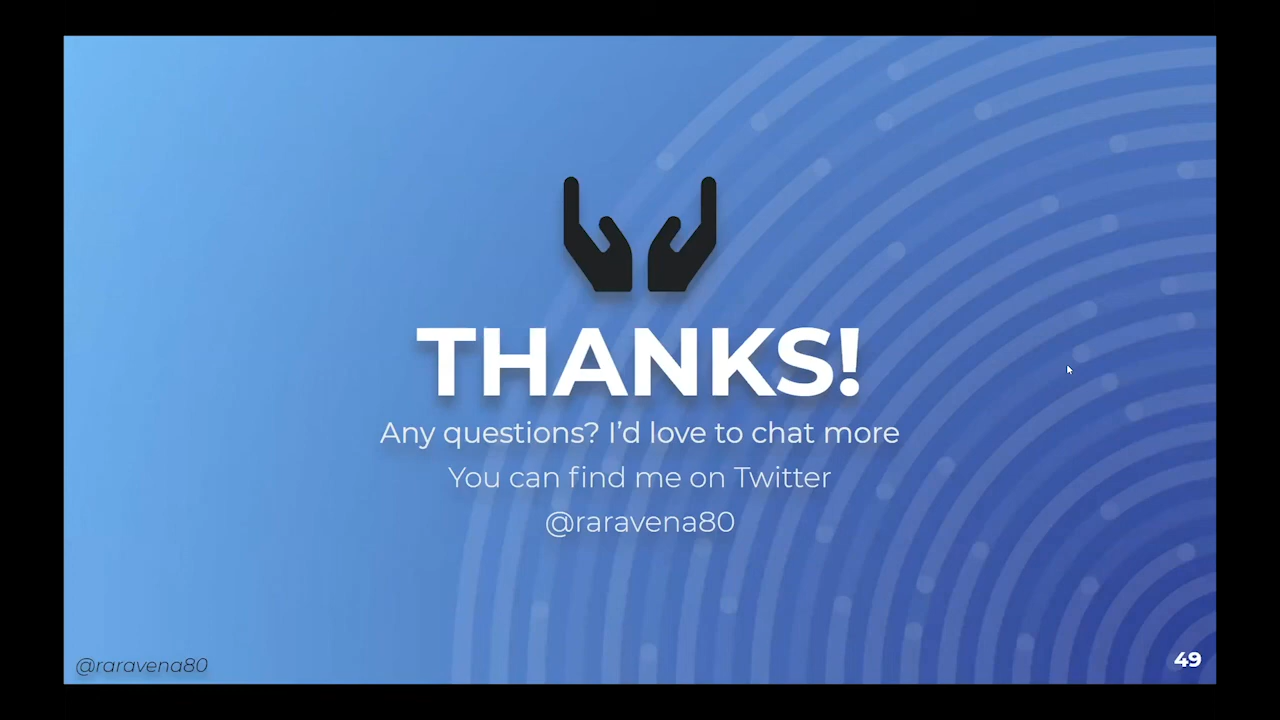 THANKS!
Any questions? I’d love to chat more
You can find me on Twitter
@raravena80
@raravena80
49